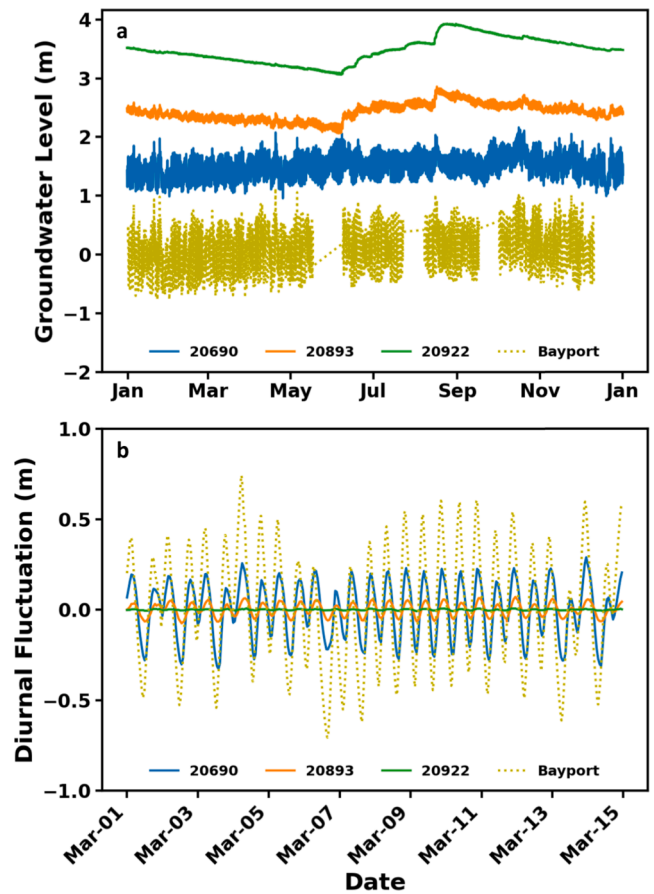 a
Groundwater Level (m)
4
3
2
1
0
−1
−2
20690 20893 20922 Bayport
Jan Mar May Jul Sep Nov Jan
b
Diurnal Fluctuation (m)
1.0
0.5
0.0
−0.5
−1.0
20690 20893 20922 Bayport
Mar-01 Mar-03 Mar-05 Mar-07 Mar-09 Mar-11 Mar-13 Mar-15
Date